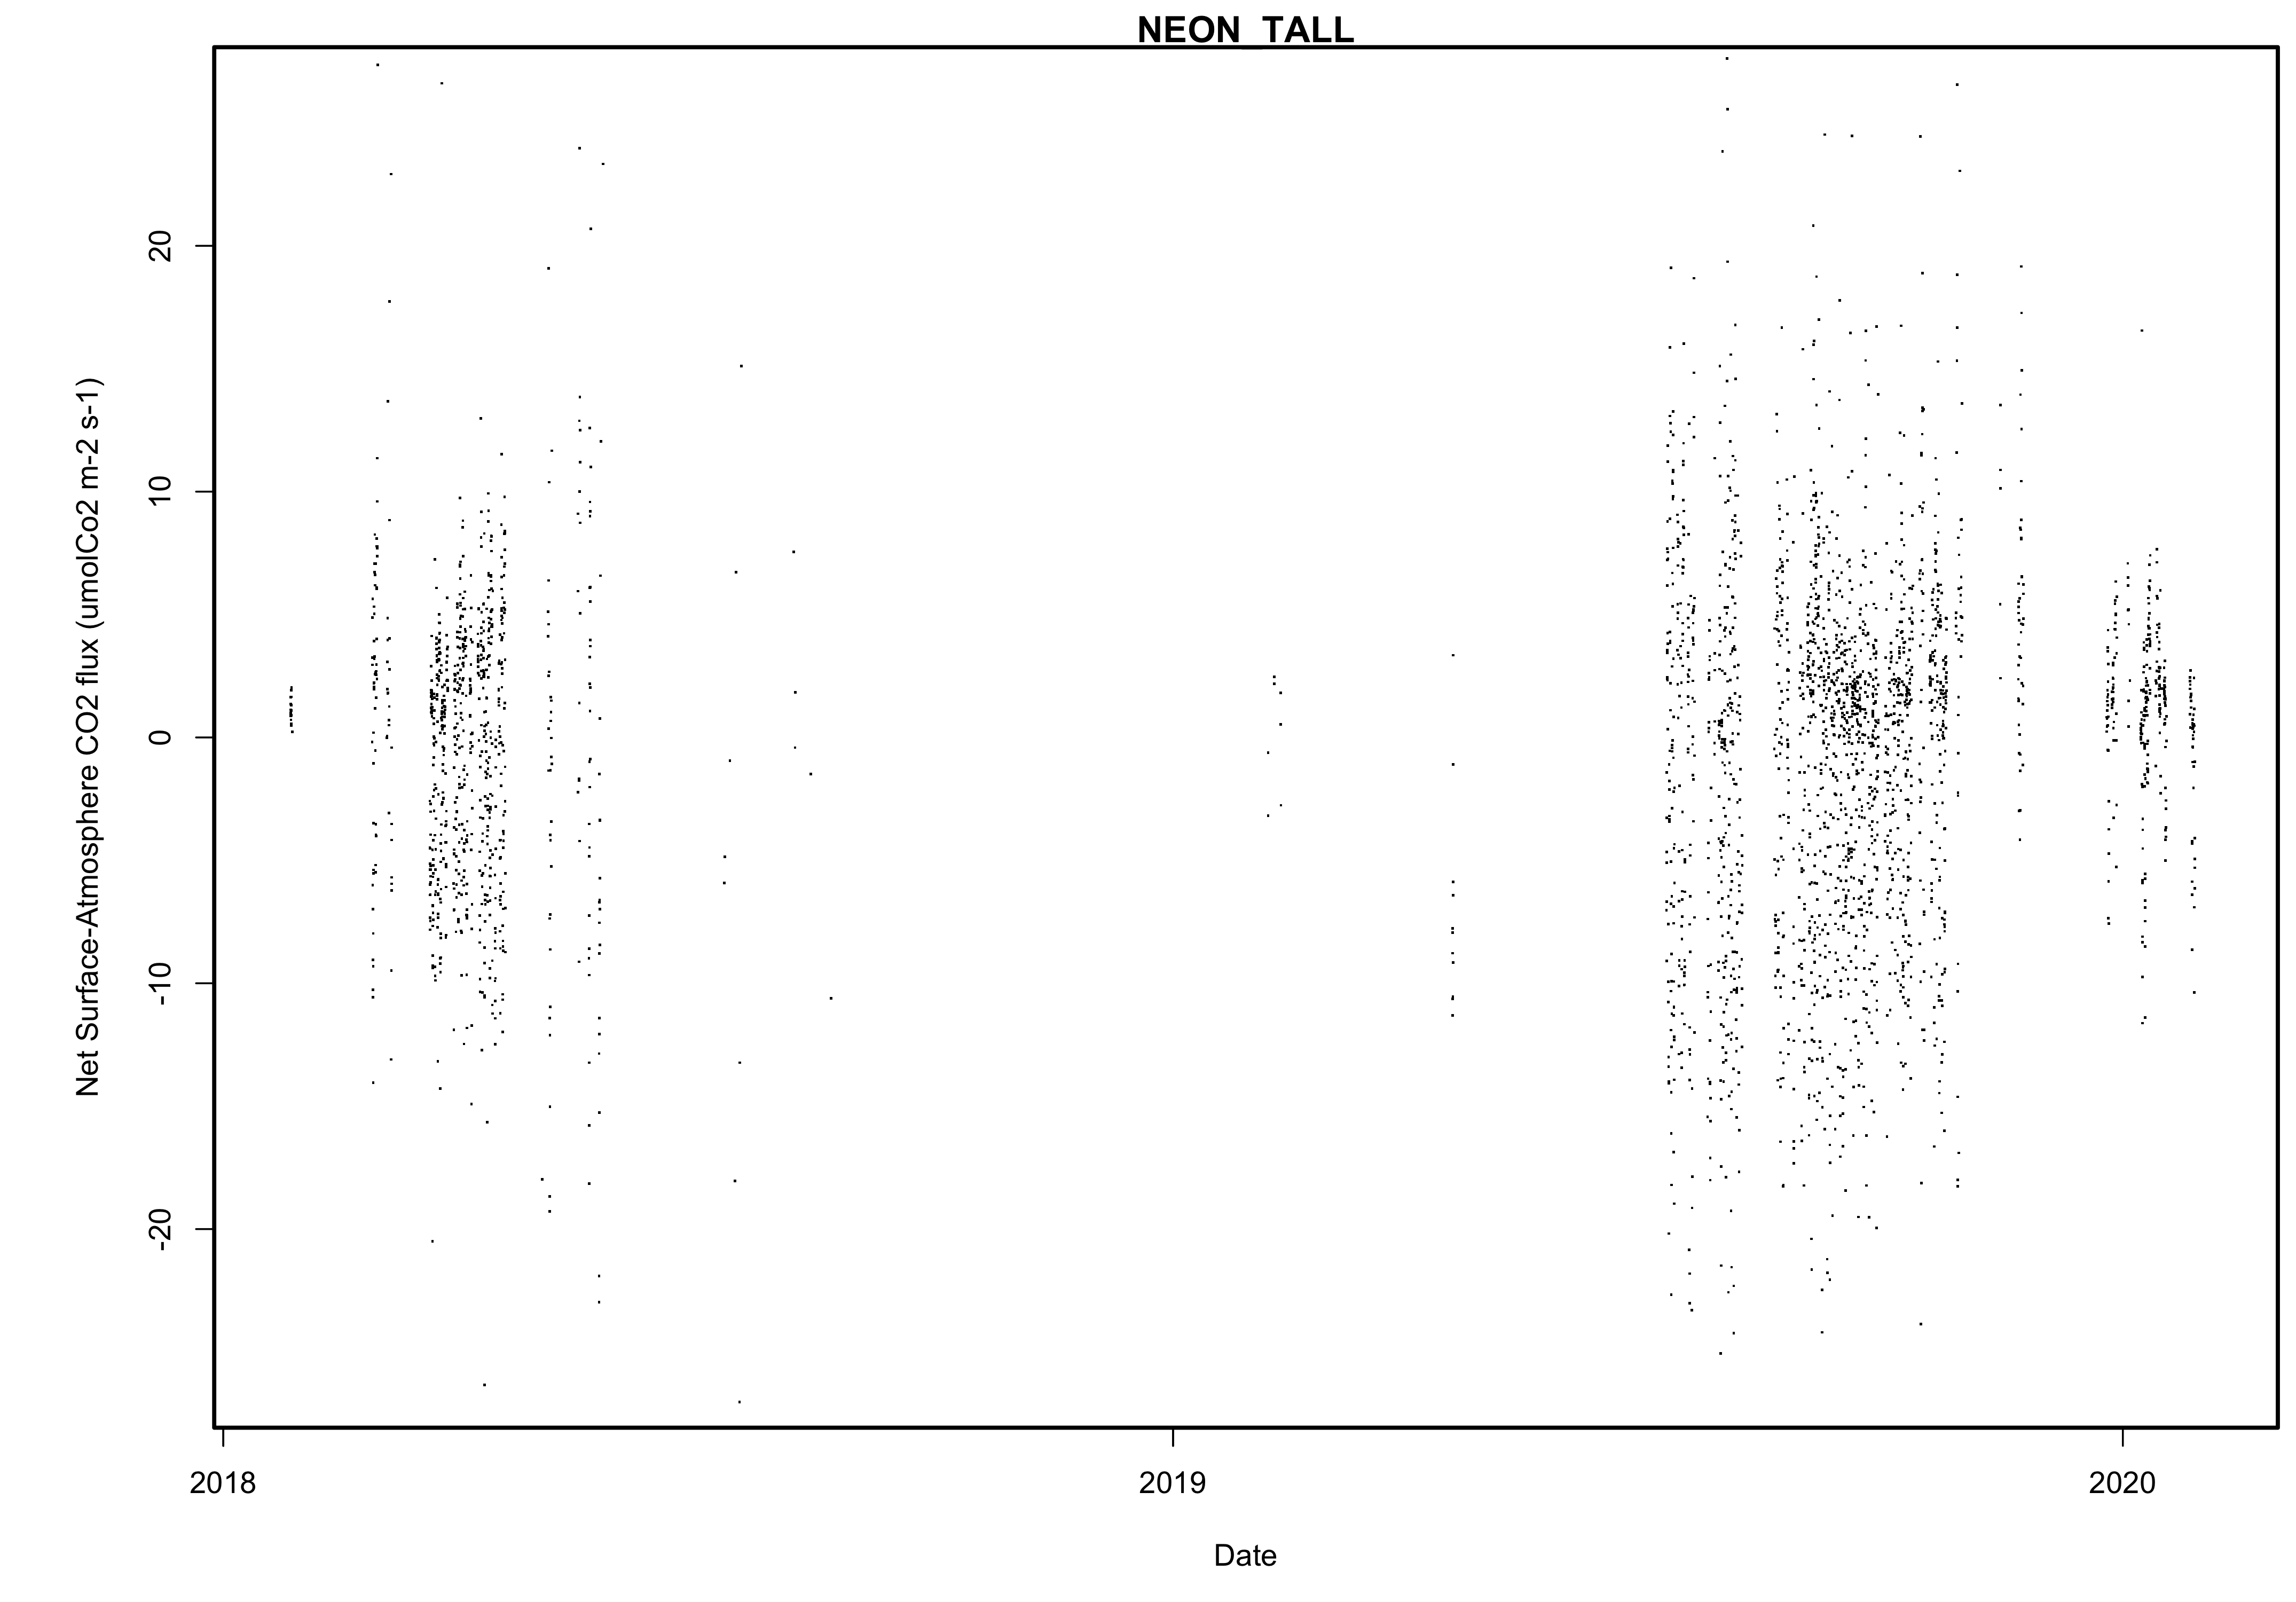 NEON_TALL
Net Surface-Atmosphere CO2 flux (umolCo2 m-2 s-1)
20
10
0
-10
-20
2018
2019
2020
Date